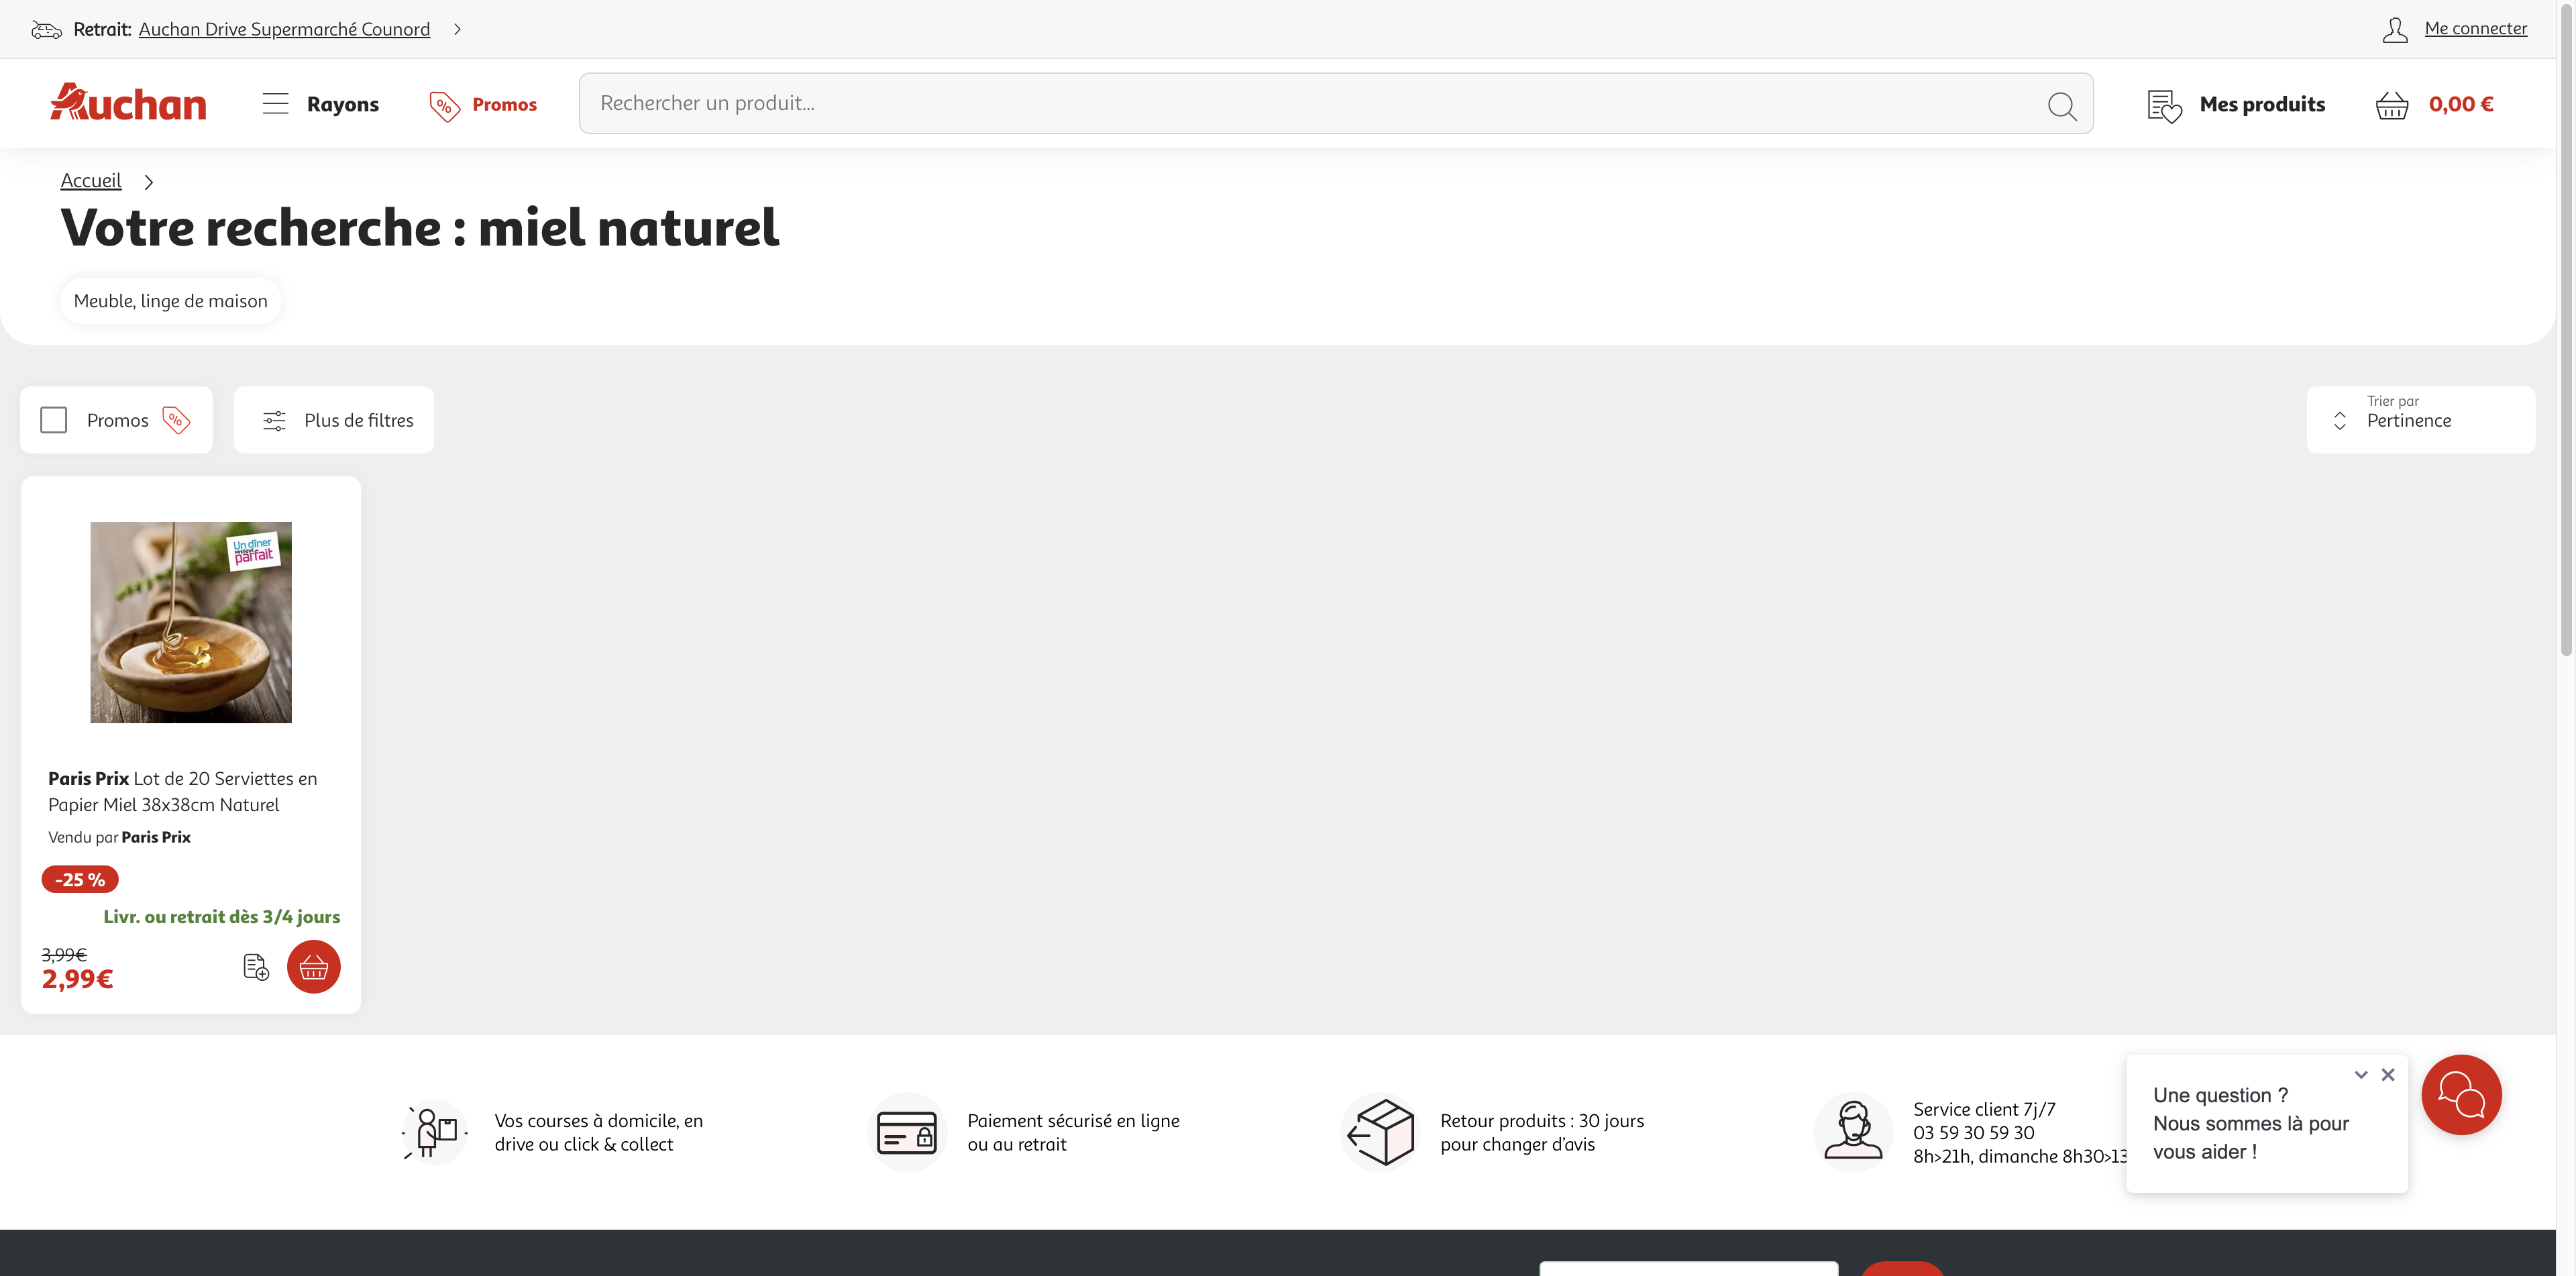 Retrait: Auchan Drive Supermarché Counord
Me connecter
Auchan
Rayons
Promos
Rechercher un produit...
Mes produits
0,00 €
Accueil
Votre recherche : miel naturel
Meuble, linge de maison
Promos
Plus de filtres
Trier par
Pertinence
Un dîner
parfait
Paris Prix Lot de 20 Serviettes en
Papier Miel 38x38cm Naturel
Vendu par Paris Prix
-25 %
Livr. ou retrait dès 3/4 jours
3,99€
2,99€
Vos courses à domicile, en
drive ou click & collect
Paiement sécurisé en ligne
ou au retrait
Retour produits : 30 jours
pour changer d'avis
Service client 7j/7
03 59 30 59 30
8h>21h, dimanche 8h30>13
Une question ?
Nous sommes là pour
vous aider !